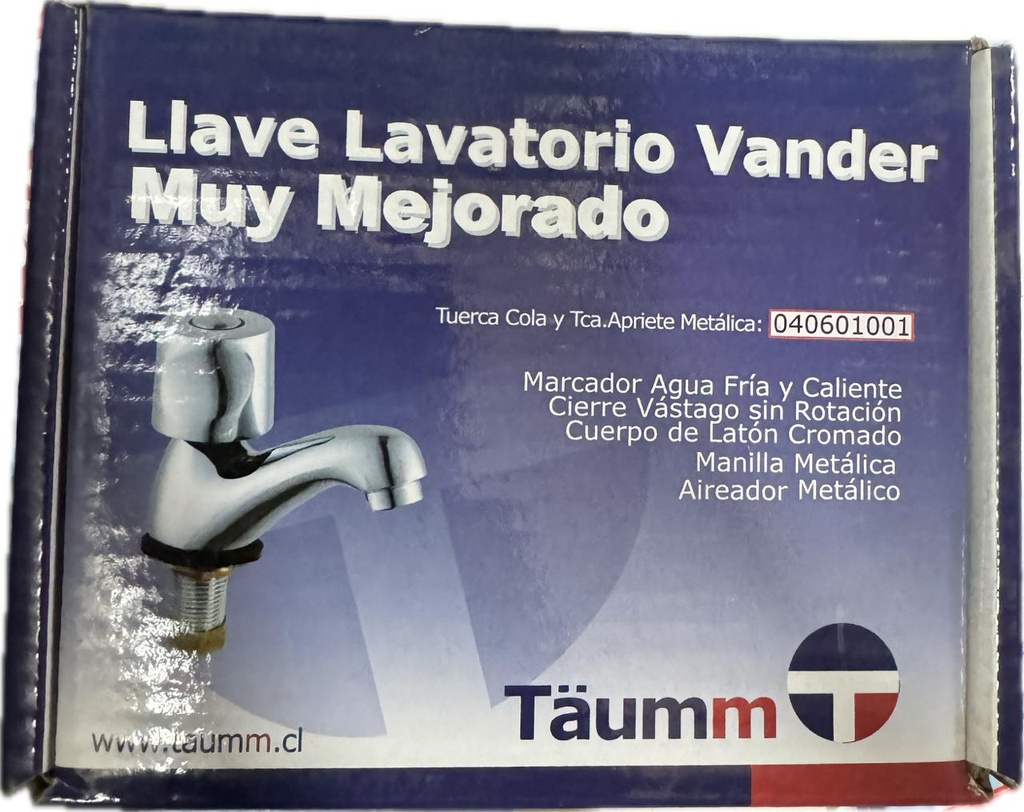 Llave Lavatorio Vander
Muy Mejorado
Tuerca Cola y Tca.Apriete Metálica: 040601001
Marcador Agua Fría y Caliente
Cierre Vástago sin Rotación
Cuerpo de Latón Cromado
Manilla Metálica
Aireador Metálico
Täumm
www.taumm.cl